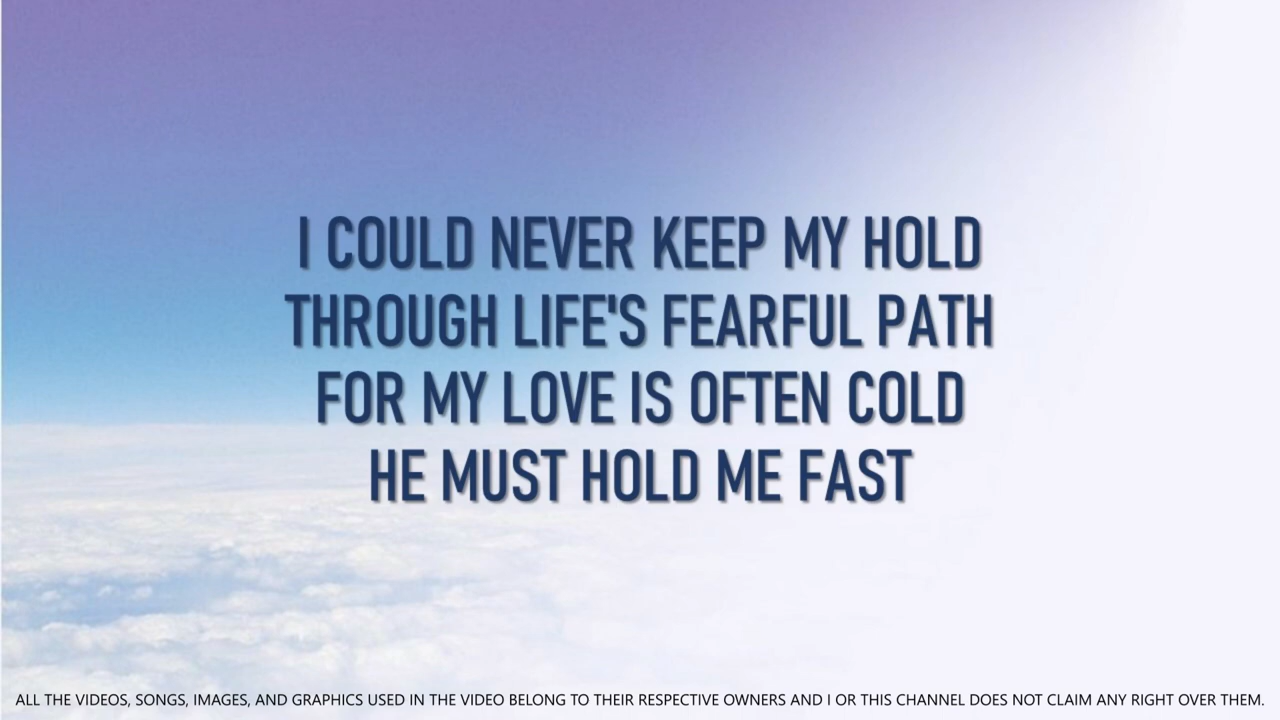 I COULD NEVER KEEP MY HOLD
THROUGH LIFE'S FEARFUL PATH
FOR MY LOVE IS OFTEN COLD
HE MUST HOLD ME FAST
ALL THE VIDEOS, SONGS, IMAGES, AND GRAPHICS USED IN THE VIDEO BELONG TO THEIR RESPECTIVE OWNERS AND I OR THIS CHANNEL DOES NOT CLAIM ANY RIGHT OVER THEM.